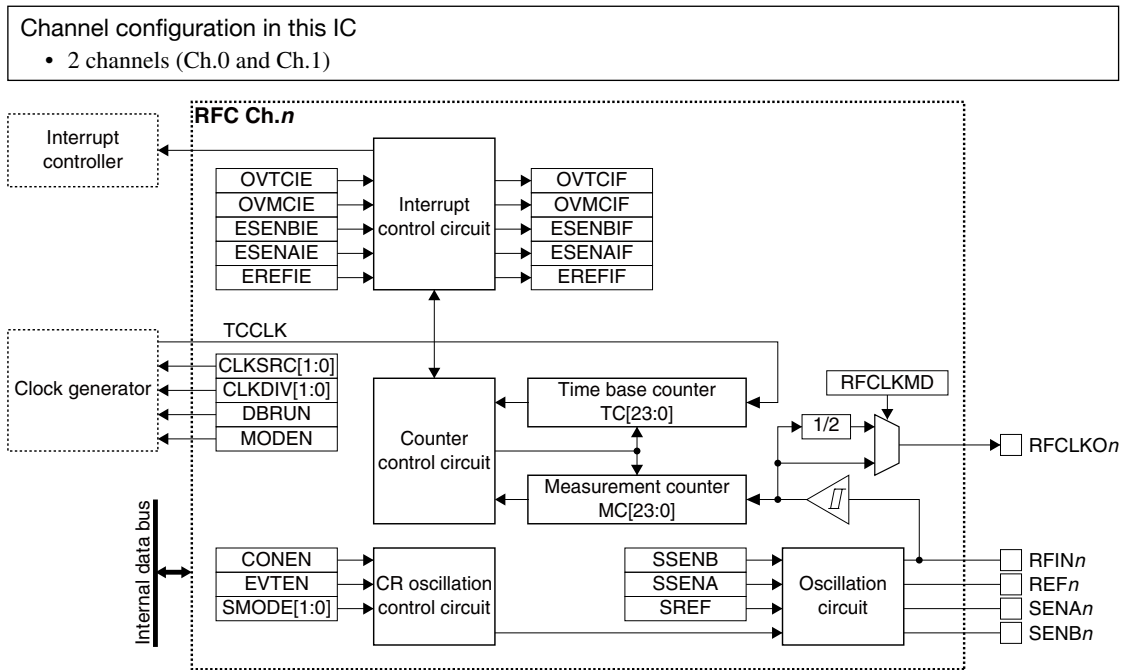 Channel configuration in this IC
• 2 channels (Ch.0 and Ch.1)
RFC Ch.n
Interrupt
controller
OVTCIE
OVMCIE
ESENBIE
ESENAIE
EREFIE
Interrupt
control circuit
OVTCIF
OVMCIF
ESENBIF
ESENAIF
EREFIF
TCCLK
Clock generator
CLKSRC[1:0]
CLKDIV[1:0]
DBRUN
MODEN
Counter
control circuit
Time base counter
TC[23:0]
Measurement counter
MC[23:0]
RFCLKMD
1/2
RFCLKOn
Internal data bus
CONEN
EVTEN
SMODE[1:0]
CR oscillation
control circuit
SSENB
SSENA
SREF
Oscillation
circuit
RFINn
REFn
SENAn
SENBn